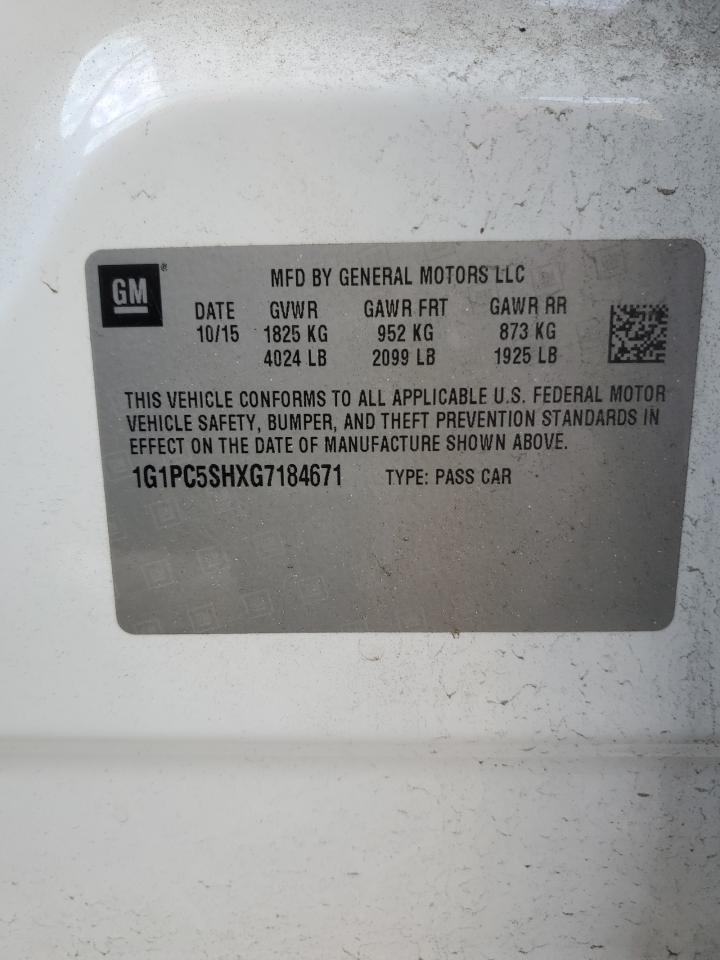 GM®
MFD BY GENERAL MOTORS LLC
DATE GVWR GAWR FRT GAWR RR
10/15 1825 KG 952 KG 873 KG
4024 LB 2099 LB 1925 LB
THIS VEHICLE CONFORMS TO ALL APPLICABLE U.S. FEDERAL MOTOR
VEHICLE SAFETY, BUMPER, AND THEFT PREVENTION STANDARDS IN
EFFECT ON THE DATE OF MANUFACTURE SHOWN ABOVE.
1G1PC5SHXG7184671 TYPE: PASS CAR